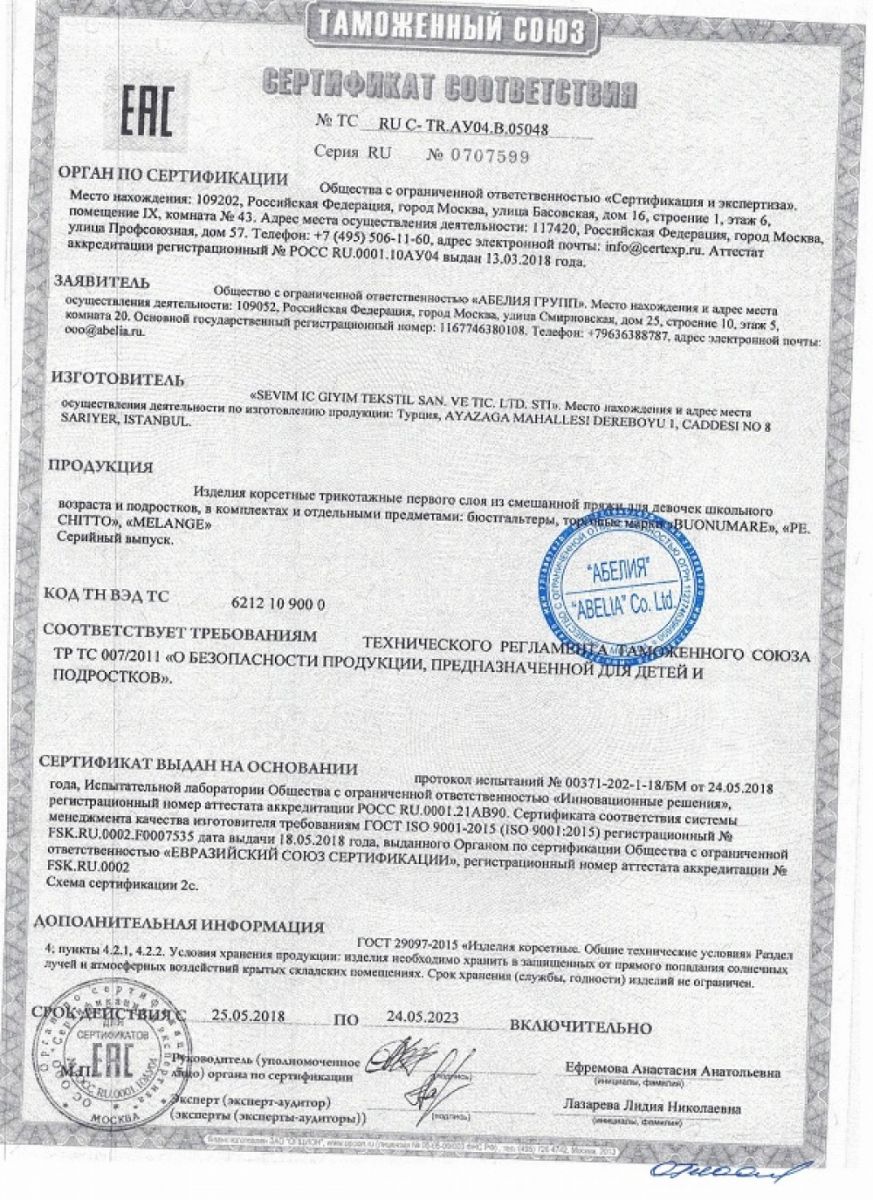 ТАМОЖЕННЫЙ СОЮЗ
СЕРТИФИКАТ СООТВЕТСТВИЯ
EAC
№ ТС RU C- TR.АУ04.В.05048
Серия RU № 0707599
ОРГАН ПО СЕРТИФИКАЦИИ Общества с ограниченной ответственностью «Сертификация и экспертиза».
Место нахождения: 109202, Российская Федерация, город Москва, улица Басовская, дом 16, строение 1, этаж 6,
помещение IX, комната № 43. Адрес места осуществления деятельности: 117420, Российская Федерация, город Москва,
улица Профсоюзная, дом 57. Телефон: +7 (495) 506-11-60, адрес электронной почты: info@certexp.ru. Аттестат
аккредитации регистрационный № РОСС RU.0001.10АУ04 выдан 13.03.2018 года.
ЗАЯВИТЕЛЬ Общество с ограниченной ответственностью «АБЕЛИЯ ГРУПП». Место нахождения и адрес места
осуществления деятельности: 109052, Российская Федерация, город Москва, улица Смирновская, дом 25, строение 10, этаж 5,
комната 20. Основной государственный регистрационный номер: 1167746380108. Телефон: +79636388787, адрес электронной почты:
ooo@abelia.ru.
ИЗГОТОВИТЕЛЬ «SEVIM IC GIYIM TEKSTIL SAN. VE TIC. LTD. STI». Место нахождения и адрес места
осуществления деятельности по изготовлению продукции: Турция, AYAZAGA MAHALLESI DEREBOYU 1, CADDESI NO 8
SARIYER, ISTANBUL.
ПРОДУКЦИЯ Изделия корсетные трикотажные первого слоя из смешанной пряжи для девочек школьного
возраста и подростков, в комплектах и отдельными предметами: бюстгальтеры, торговые марки «BUONUMARE», «PE.
CHITTO», «MELANGE»
Серийный выпуск.
"АБЕЛИЯ"
"ABELIA" Co. Ltd.
КОД ТН ВЭД ТС 6212 10 900 0
СООТВЕТСТВУЕТ ТРЕБОВАНИЯМ ТЕХНИЧЕСКОГО РЕГЛАМЕНТА ТАМОЖЕННОГО СОЮЗА
ТР ТС 007/2011 «О БЕЗОПАСНОСТИ ПРОДУКЦИИ, ПРЕДНАЗНАЧЕННОЙ ДЛЯ ДЕТЕЙ И
ПОДРОСТКОВ».
СЕРТИФИКАТ ВЫДАН НА ОСНОВАНИИ протокол испытаний № 00371-202-1-18/БМ от 24.05.2018
года, Испытательной лаборатории Общества с ограниченной ответственностью «Инновационные решения»,
регистрационный номер аттестата аккредитации РОСС RU.0001.21АВ90. Сертификата соответствия системы
менеджмента качества изготовителя требованиям ГОСТ ISO 9001-2015 (ISO 9001:2015) регистрационный №
FSK.RU.0002.F0007535 дата выдачи 18.05.2018 года, выданного Органом по сертификации Общества с ограниченной
ответственностью «ЕВРАЗИЙСКИЙ СОЮЗ СЕРТИФИКАЦИИ», регистрационный номер аттестата аккредитации №
FSK.RU.0002
Схема сертификации 2с.
ДОПОЛНИТЕЛЬНАЯ ИНФОРМАЦИЯ ГОСТ 29097-2015 «Изделия корсетные. Общие технические условия» Раздел
4, пункты 4.2.1, 4.2.2. Условия хранения продукции: изделия необходимо хранить в защищенных от прямого попадания солнечных
лучей и атмосферных воздействий крытых складских помещениях. Срок хранения (службы, годности) изделий не ограничен.
СРОК ДЕЙСТВИЯ С 25.05.2018 ПО 24.05.2023 ВКЛЮЧИТЕЛЬНО
ДЛЯ
СЕРТИФИКАТОВ
EAC
МОСКВА
М.П.
Руководитель (уполномоченное
лицо) органа по сертификации
(подпись)
Ефремова Анастасия Анатольевна
(инициалы, фамилия)
Эксперт (эксперт-аудитор)
(эксперты (эксперты-аудиторы))
(подпись)
Лазарева Лидия Николаевна
(инициалы, фамилия)